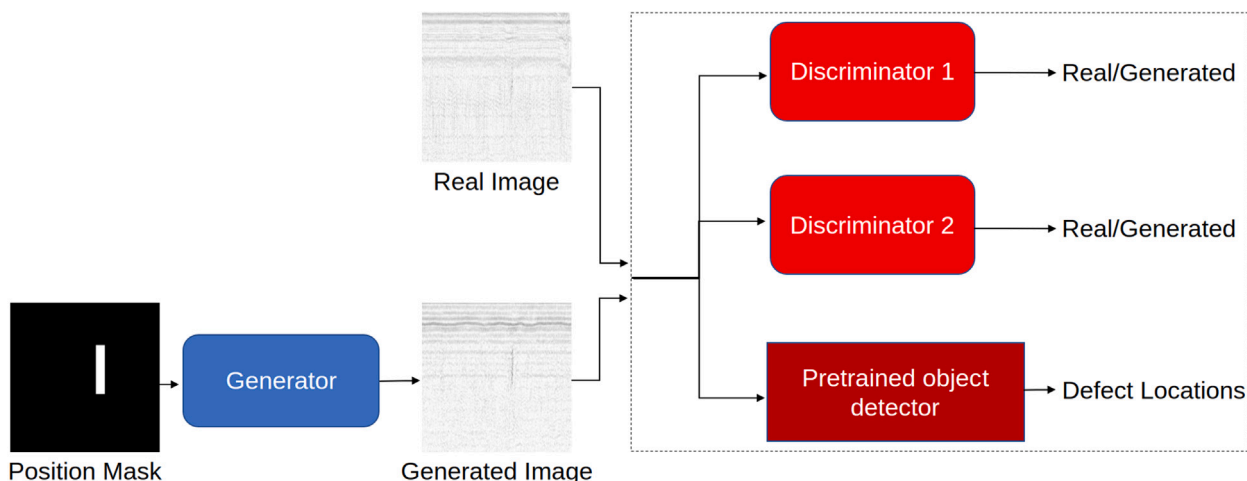 Discriminator 1
Real/Generated
Real Image
Discriminator 2
Real/Generated
Generator
Pretrained object
detector
Defect Locations
Position Mask
Generated Image